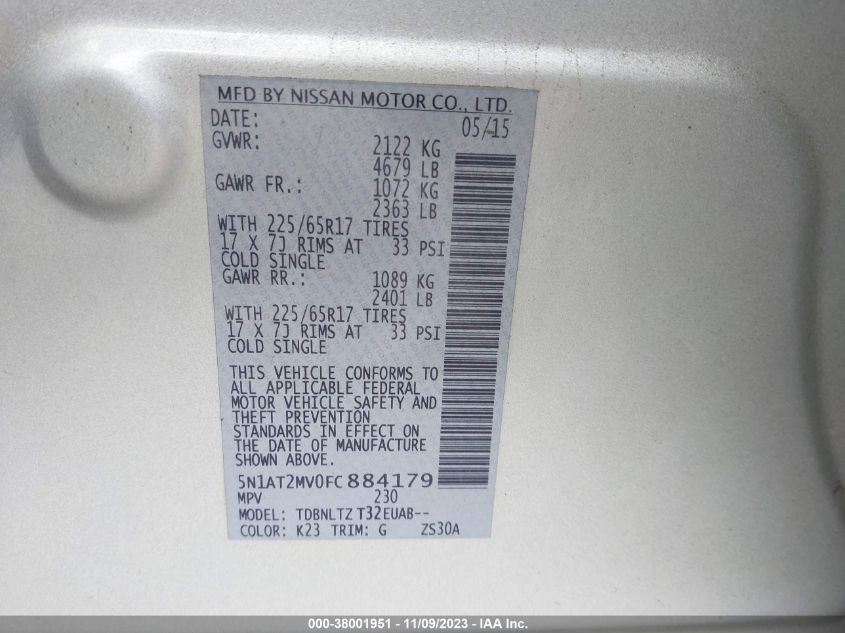 MFD BY NISSAN MOTOR CO., LTD.
DATE: 05/15
GVWR: 2122 KG
4679 LB
GAWR FR.: 1072 KG
2363 LB
WITH 225/65R17 TIRES
17 X 7J RIMS AT 33 PSI
COLD SINGLE
GAWR RR.: 1089 KG
2401 LB
WITH 225/65R17 TIRES
17 X 7J RIMS AT 33 PSI
COLD SINGLE
THIS VEHICLE CONFORMS TO
ALL APPLICABLE FEDERAL
MOTOR VEHICLE SAFETY AND
THEFT PREVENTION
STANDARDS IN EFFECT ON
THE DATE OF MANUFACTURE
SHOWN ABOVE.
5N1AT2MV0FC884179
MPV 230
MODEL: TDBNLTZ T32EUAB--
COLOR: K23 TRIM: G ZS30A
000-38001951 - 11/09/2023 - IAA Inc.